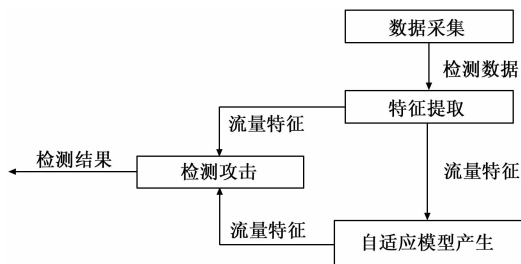 数据采集
检测数据
特征提取
流量特征
检测结果
检测攻击
流量特征
流量特征
自适应模型产生